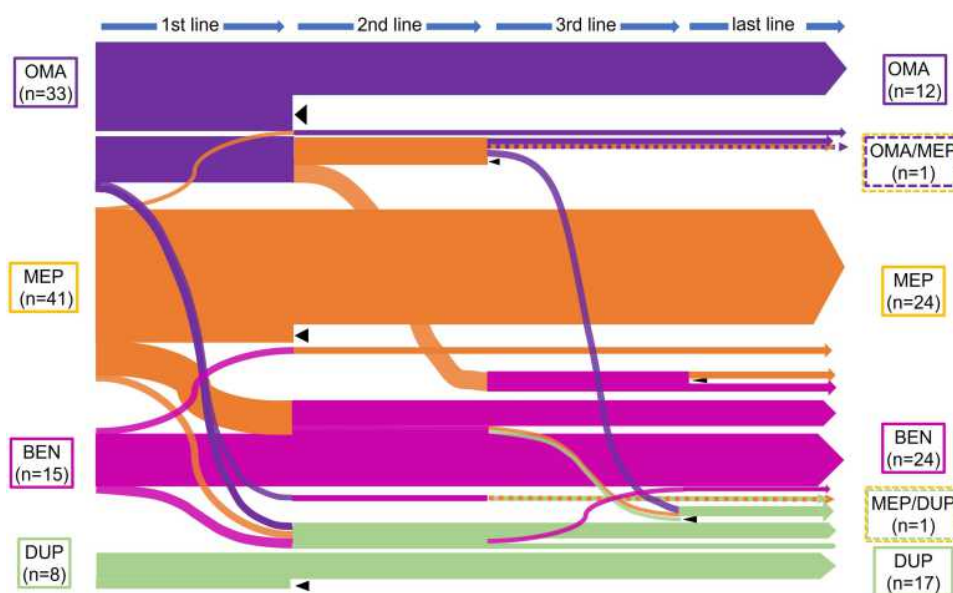 1st line 2nd line 3rd line last line
OMA
(n=33)
OMA
(n=12)
OMA/MEP
(n=1)
MEP
(n=41)
MEP
(n=24)
BEN
(n=15)
BEN
(n=24)
MEP/DUP
(n=1)
DUP
(n=8)
DUP
(n=17)